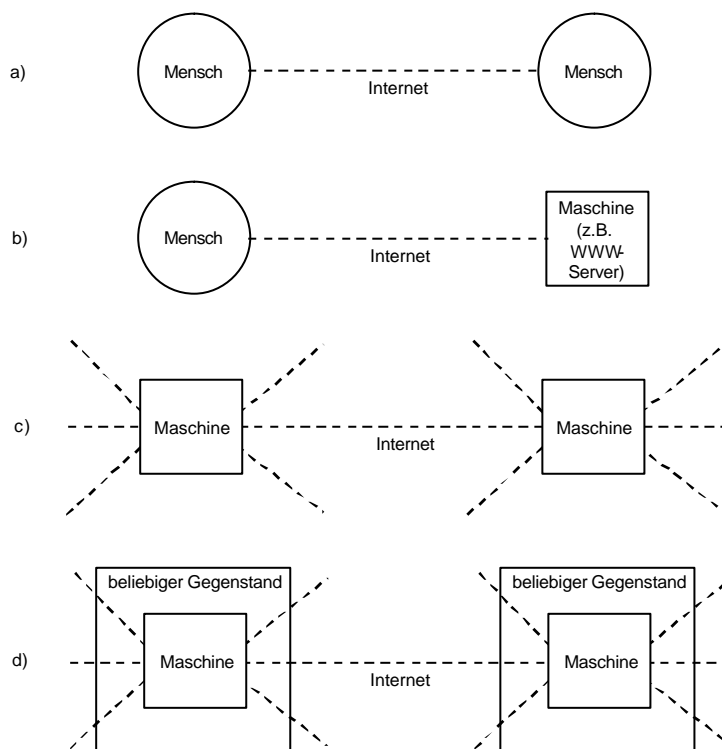 a)
Mensch
Internet
Mensch
b)
Mensch
Internet
Maschine
(z.B.
WWW-
Server)
c)
Maschine
Internet
Maschine
d)
beliebiger Gegenstand
Maschine
Internet
beliebiger Gegenstand
Maschine